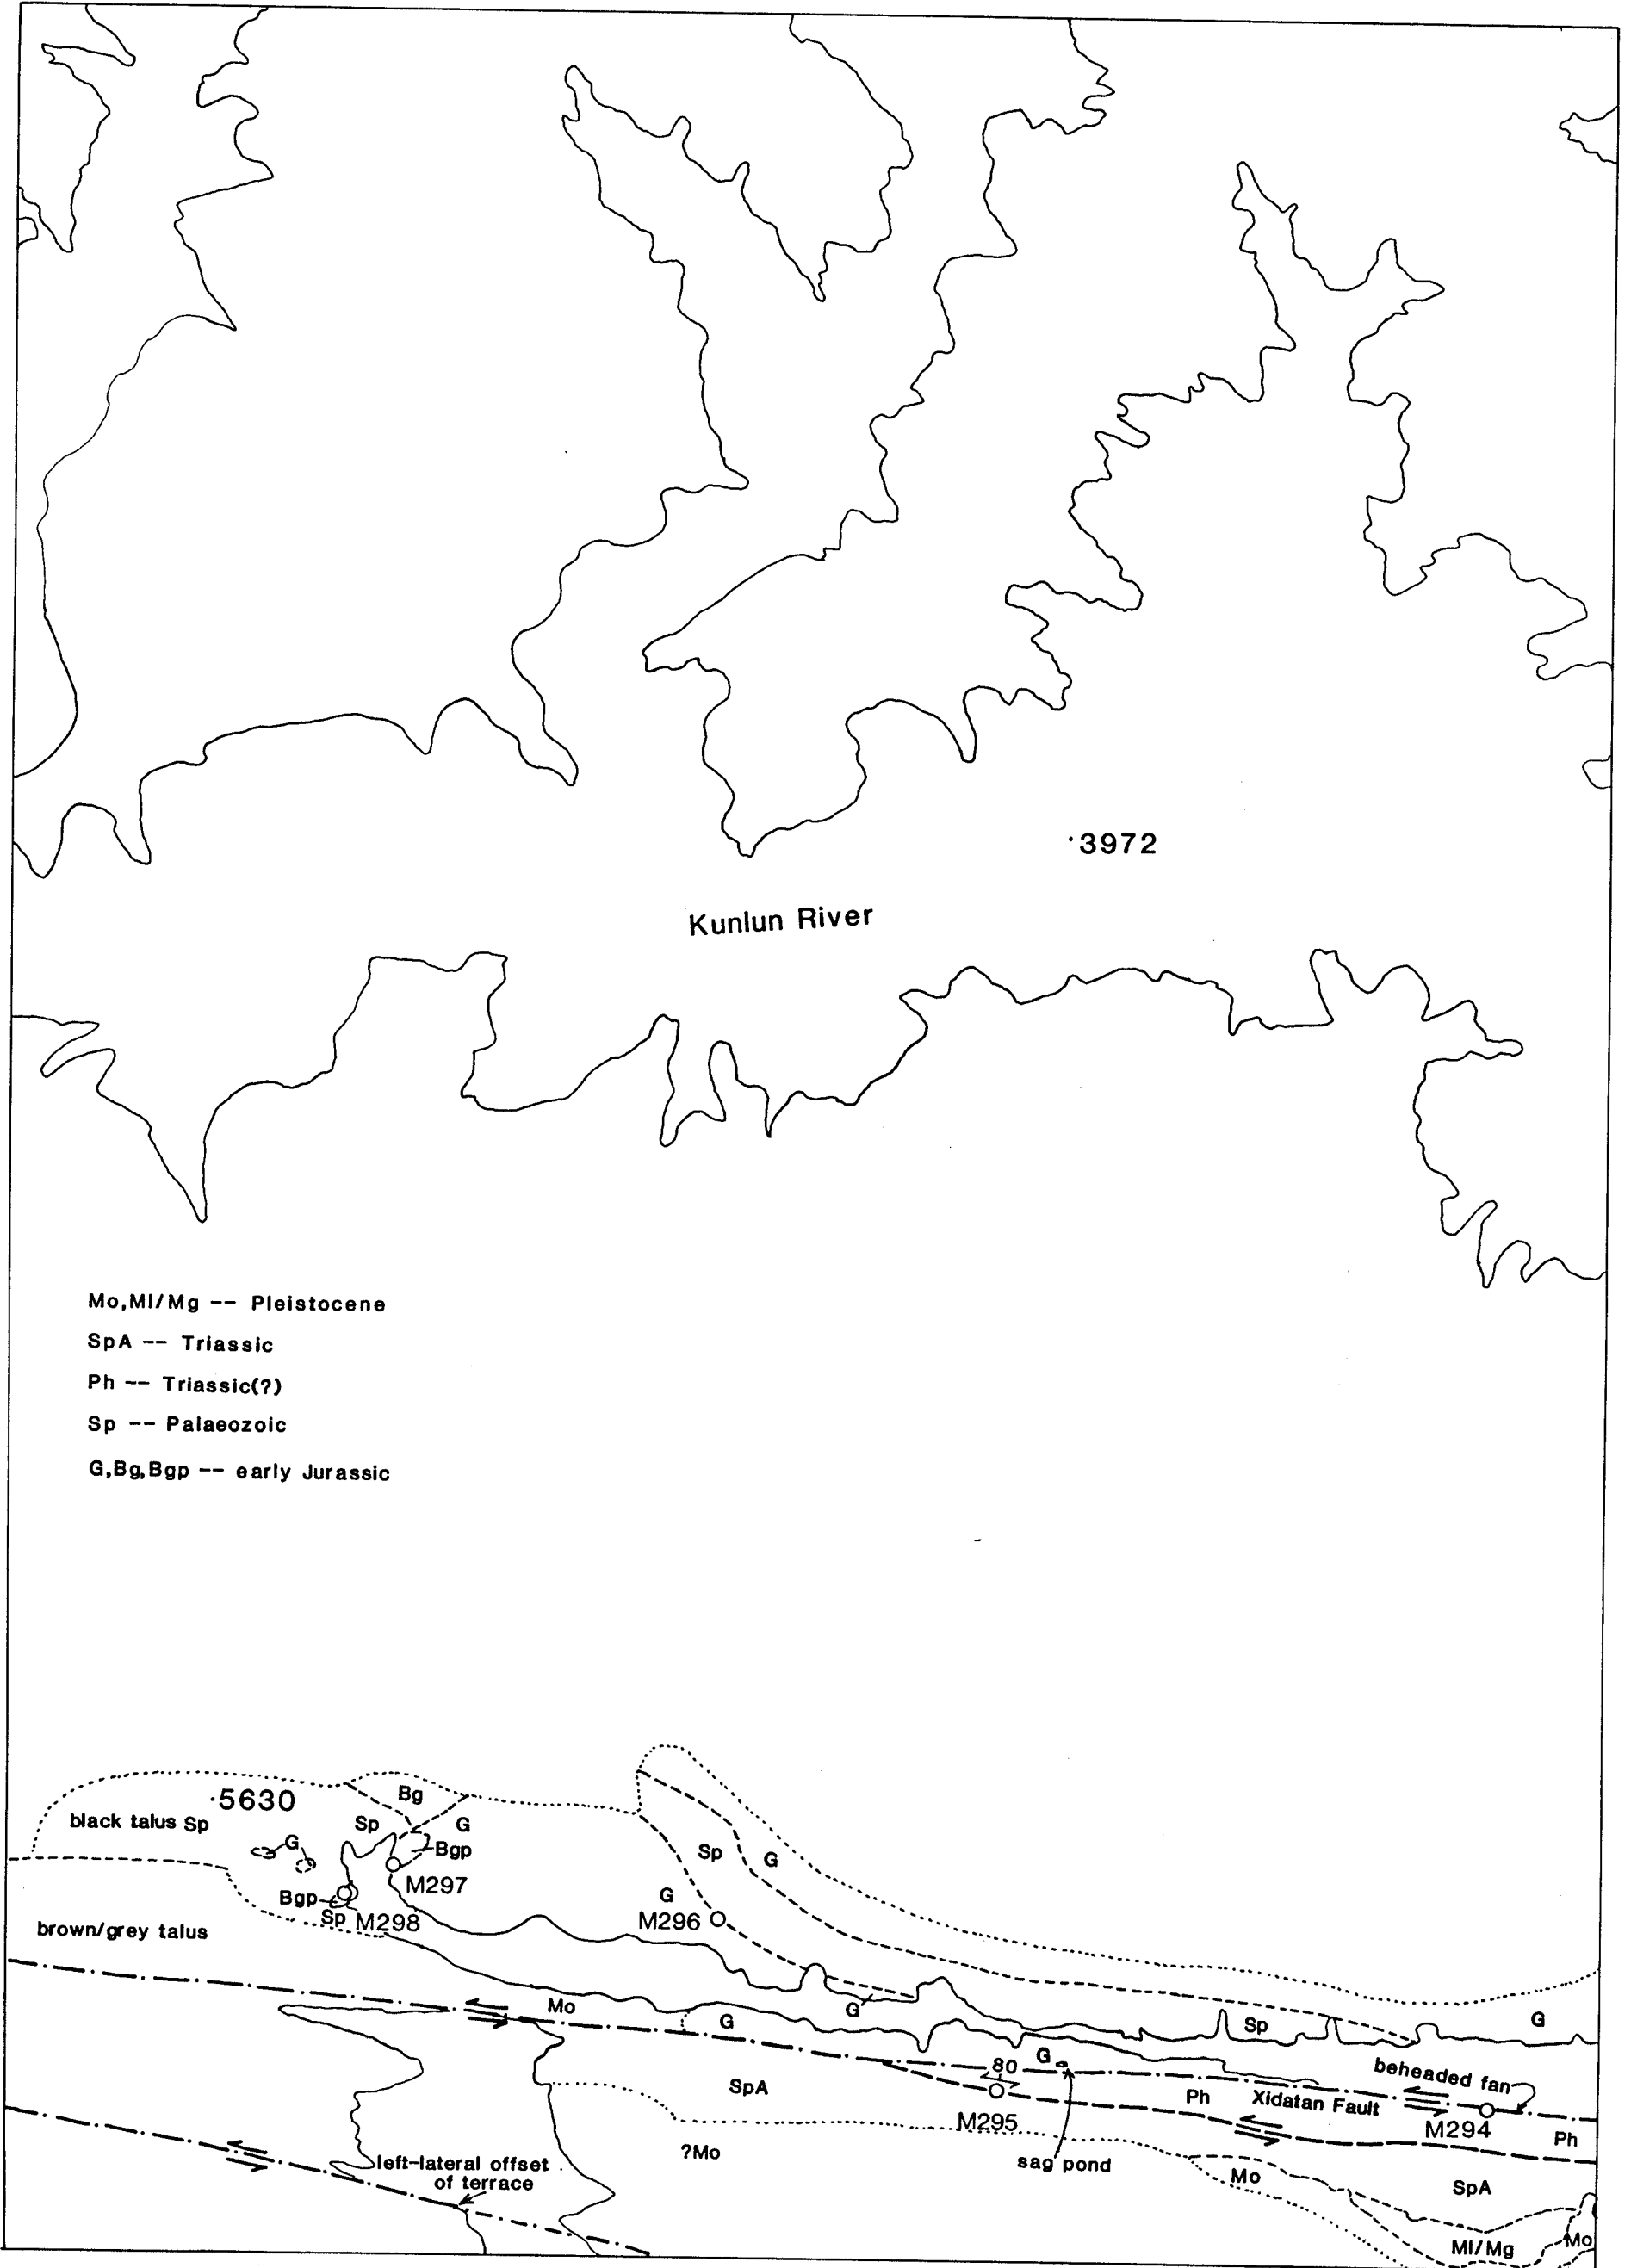 ·3972
Kunlun River
Mo,Ml/Mg -- Pleistocene
SpA -- Triassic
Ph -- Triassic(?)
Sp -- Palaeozoic
G,Bg,Bgp -- early Jurassic
Bg
·5630
black talus Sp
Sp
G
G
Bgp
Sp
G
M297
Bgp
G
Sp M298
M296
brown/grey talus
Mo
G
G
Sp
G
G
80
beheaded fan
SpA
Ph
Xidatan Fault
M295
M294
Ph
?Mo
left-lateral offset
of terrace
sag pond
Mo
SpA
Ml/Mg
Mo